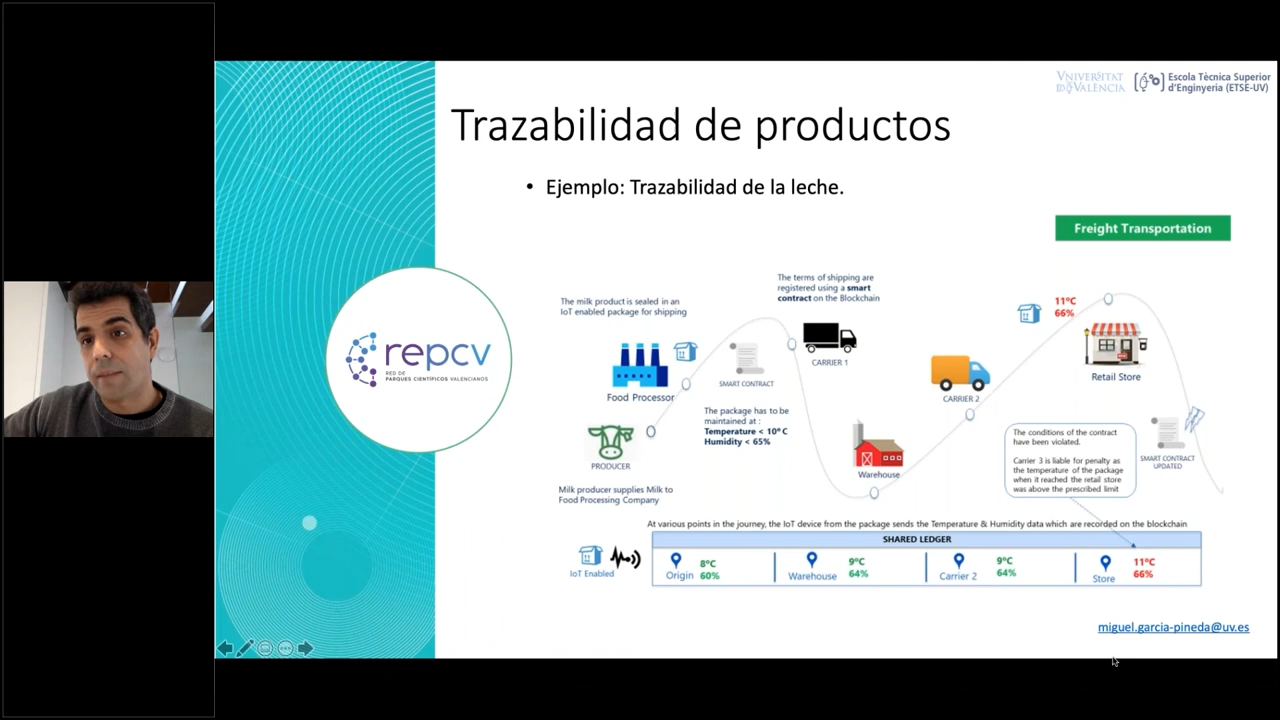 VNIVERSITAT
ID VALÈNCIA
Escola Tècnica Superior
d'Enginyeria (ETSE-UV)
Trazabilidad de productos
• Ejemplo: Trazabilidad de la leche.
Freight Transportation
The terms of shipping are
registered using a smart
contract on the Blockchain
The milk product is sealed in an
IoT enabled package for shipping
11ºC
66%
repcv
RED DE
PARQUES CIENTÍFICOS VALENCIANOS
Food Processor
SMART CONTRACT
CARRIER 1
CARRIER 2
Retail Store
The package has to be
maintained at :
Temperature < 10º C
Humidity < 65%
PRODUCER
Warehouse
The conditions of the contract
have been violated.
Carrier 3 is liable for penalty as
the temperature of the package
when it reached the retail store
was above the prescribed limit
SMART CONTRACT
UPDATED
Milk producer supplies Milk to
Food Processing Company
At various points in the journey, the IoT device from the package sends the Temperature & Humidity data which are recorded on the blockchain
SHARED LEDGER
IoT Enabled
Origin 8ºC 60%
Warehouse 9ºC 64%
Carrier 2 9ºC 64%
Store 11ºC 66%
miguel.garcia-pineda@uv.es